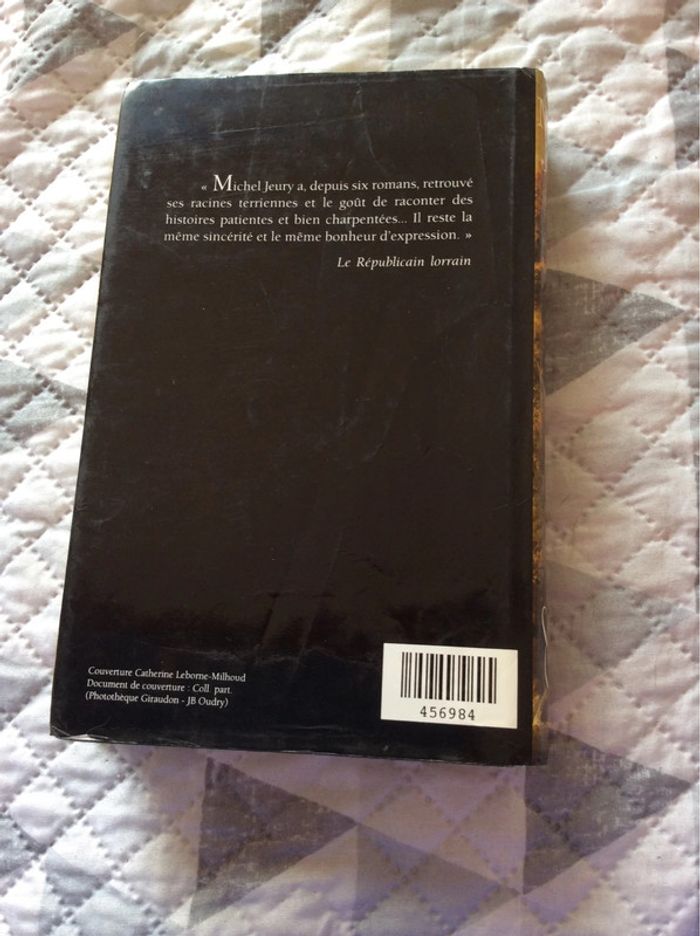 « Michel Jeury a, depuis six romans, retrouvé
ses racines terriennes et le goût de raconter des
histoires patientes et bien charpentées... Il reste la
même sincérité et le même bonheur d'expression. »
Le Républicain lorrain
Couverture Catherine Leborne-Milhoud
Document de couverture : Coll. part.
(Photothèque Giraudon - JB Oudry)
456984